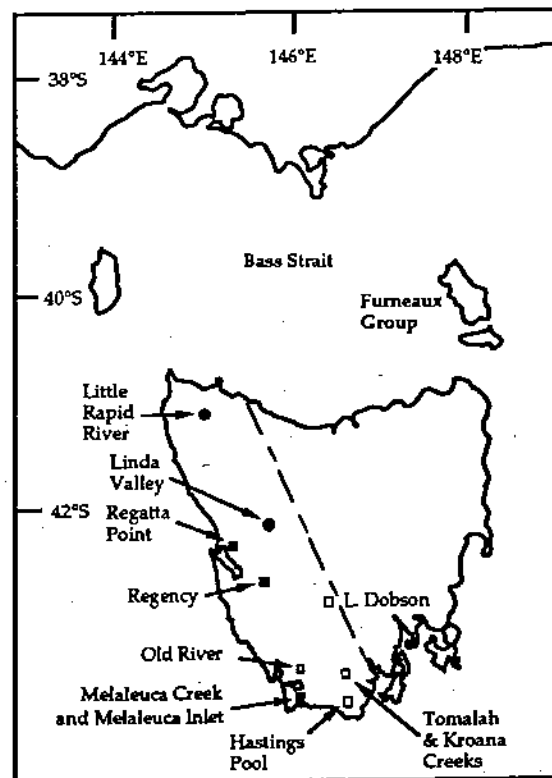 144°E
146°E
148°E
38°S
Bass Strait
Furneaux
Group
40°S
Little
Rapid
River
Linda
Valley
42°S
Regatta
Point
Regency
L. Dobson
Old River
Melaleuca Creek
and Melaleuca Inlet
Hastings
Pool
Tomalah
& Kroana
Creeks